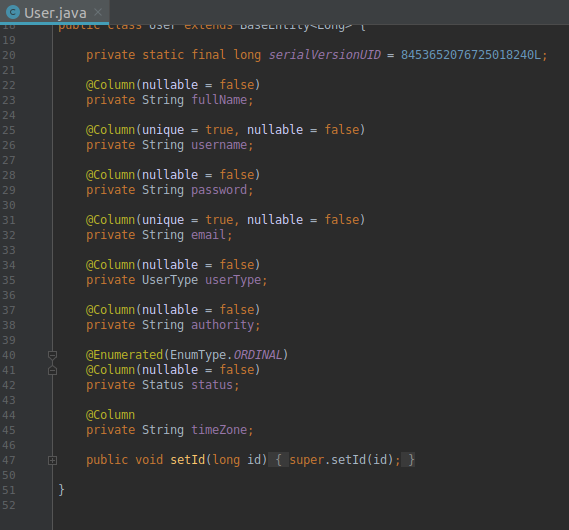 User.java
18 public class User extends BaseEntity<Long> {
19
20 private static final long serialVersionUID = 8453652076725018240L;
21
22 @Column(nullable = false)
23 private String fullName;
24
25 @Column(unique = true, nullable = false)
26 private String username;
27
28 @Column(nullable = false)
29 private String password;
30
31 @Column(unique = true, nullable = false)
32 private String email;
33
34 @Column(nullable = false)
35 private UserType userType;
36
37 @Column(nullable = false)
38 private String authority;
39
40 @Enumerated(EnumType.ORDINAL)
41 @Column(nullable = false)
42 private Status status;
43
44 @Column
45 private String timeZone;
46
47 public void setId(long id) { super.setId(id); }
50
51 }
52